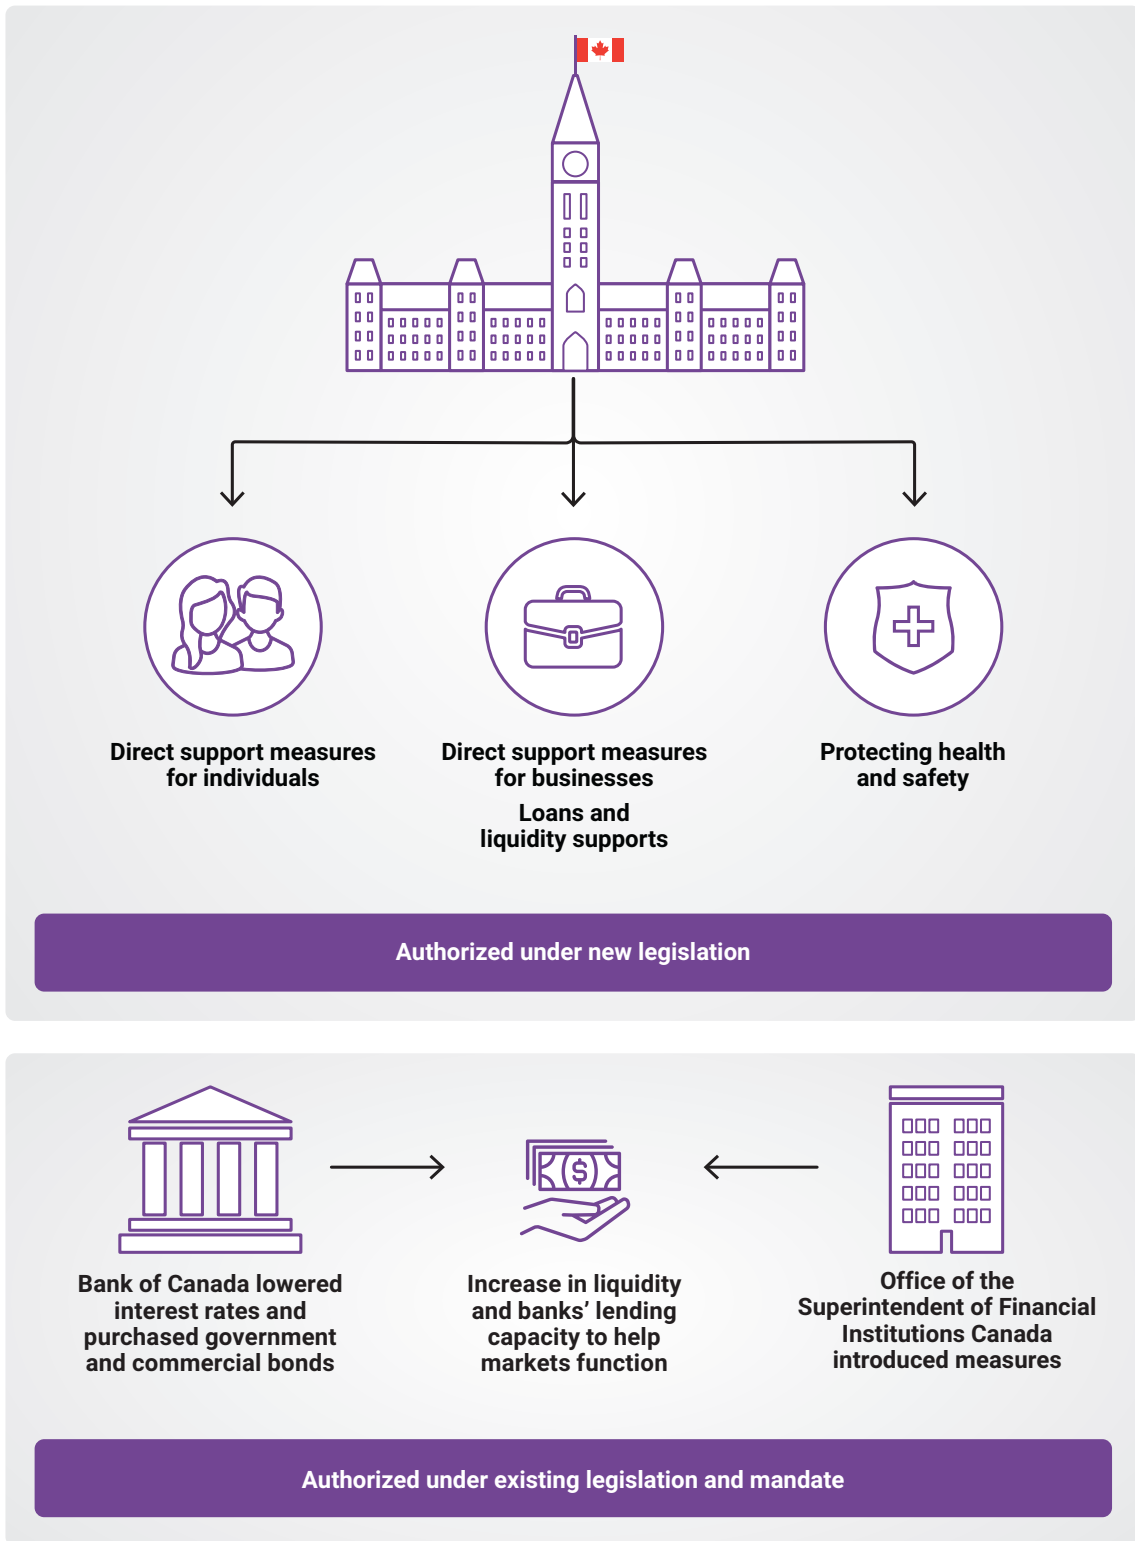 Direct support measures
for individuals
Direct support measures
for businesses
Loans and
liquidity supports
Protecting health
and safety
Authorized under new legislation
$
Bank of Canada lowered
interest rates and
purchased government
and commercial bonds
Increase in liquidity
and banks’ lending
capacity to help
markets function
Office of the
Superintendent of Financial
Institutions Canada
introduced measures
Authorized under existing legislation and mandate